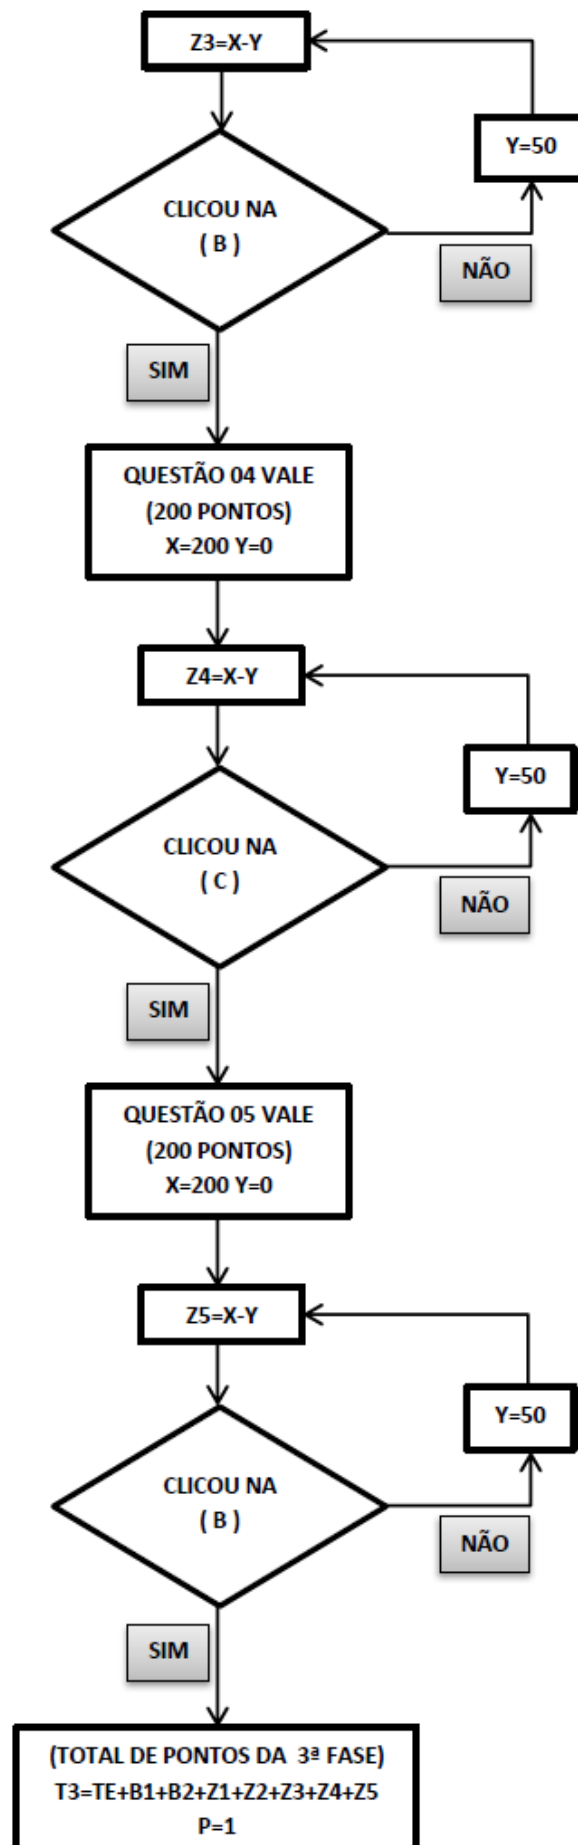 Z3=X-Y
Y=50
CLICOU NA
( B )
NÃO
SIM
QUESTÃO 04 VALE
(200 PONTOS)
X=200 Y=0
Z4=X-Y
Y=50
CLICOU NA
( C )
NÃO
SIM
QUESTÃO 05 VALE
(200 PONTOS)
X=200 Y=0
Z5=X-Y
Y=50
CLICOU NA
( B )
NÃO
SIM
(TOTAL DE PONTOS DA 3ª FASE)
T3=TE+B1+B2+Z1+Z2+Z3+Z4+Z5
P=1